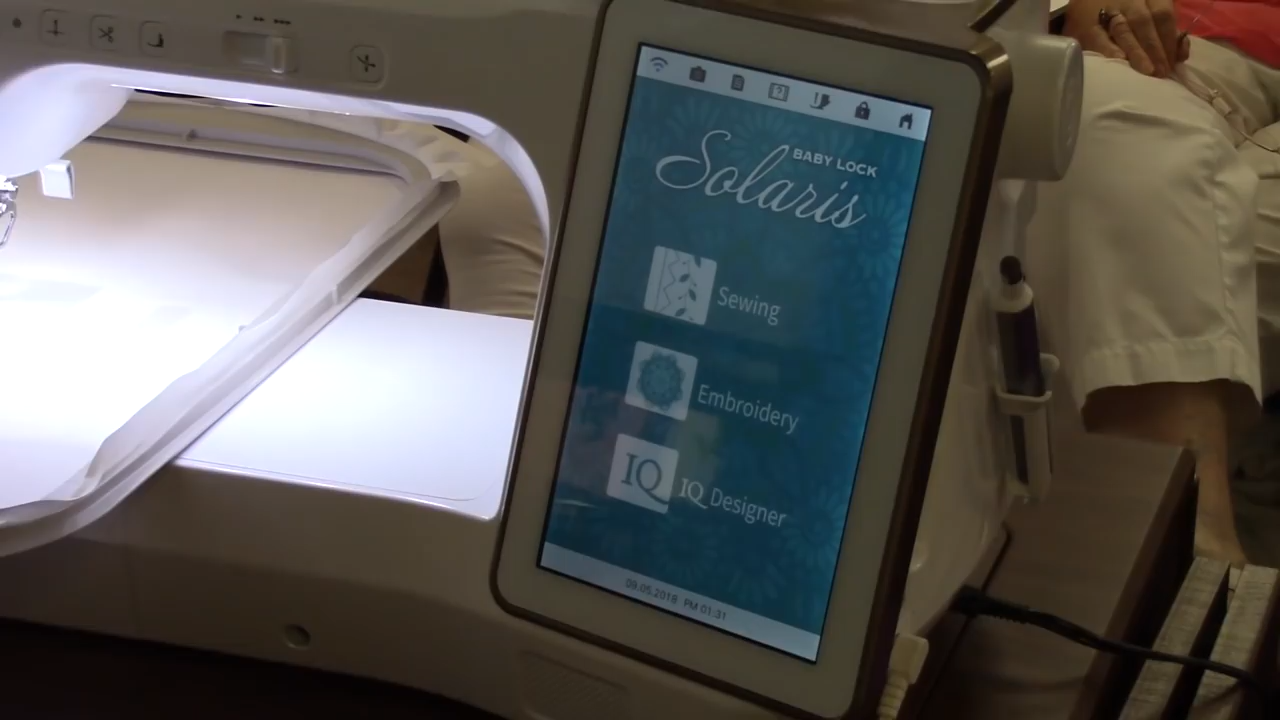 BABY LOCK
Solaris
Sewing
Embroidery
IQ IQ Designer
09.05.2018 PM 01:31